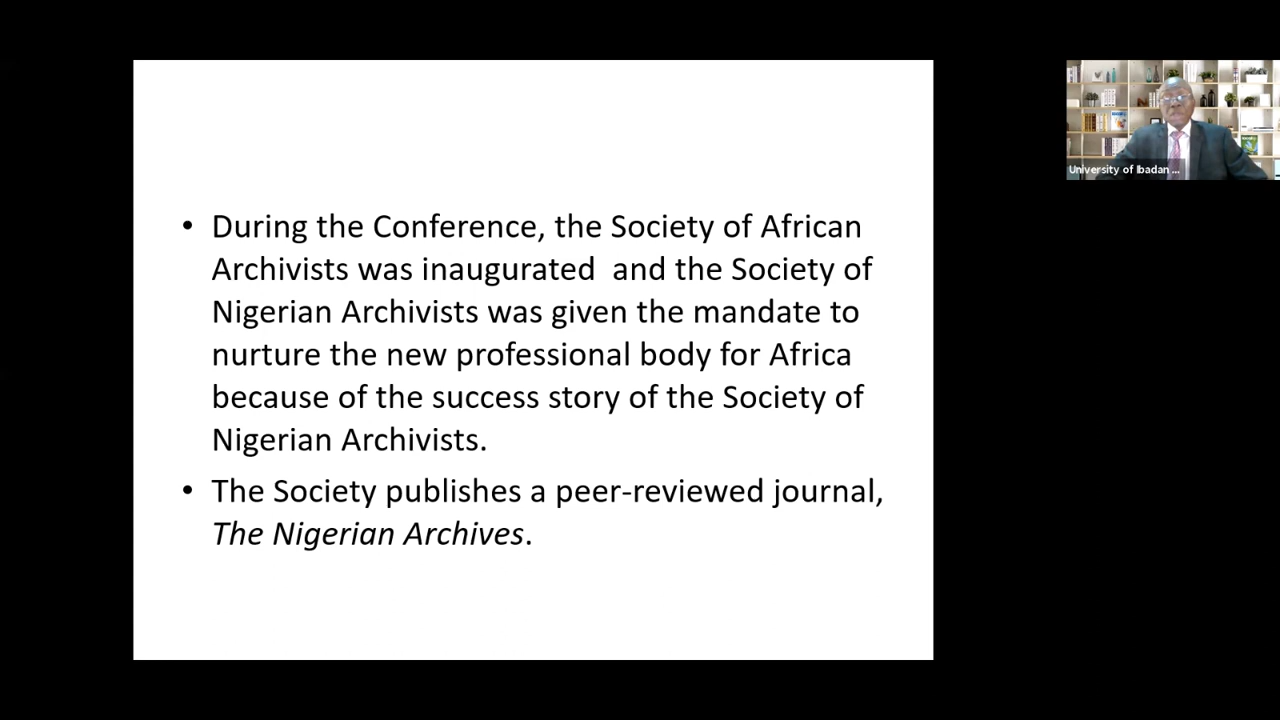 • During the Conference, the Society of African
Archivists was inaugurated  and the Society of
Nigerian Archivists was given the mandate to
nurture the new professional body for Africa
because of the success story of the Society of
Nigerian Archivists.
• The Society publishes a peer-reviewed journal,
The Nigerian Archives.
University of Ibadan ...